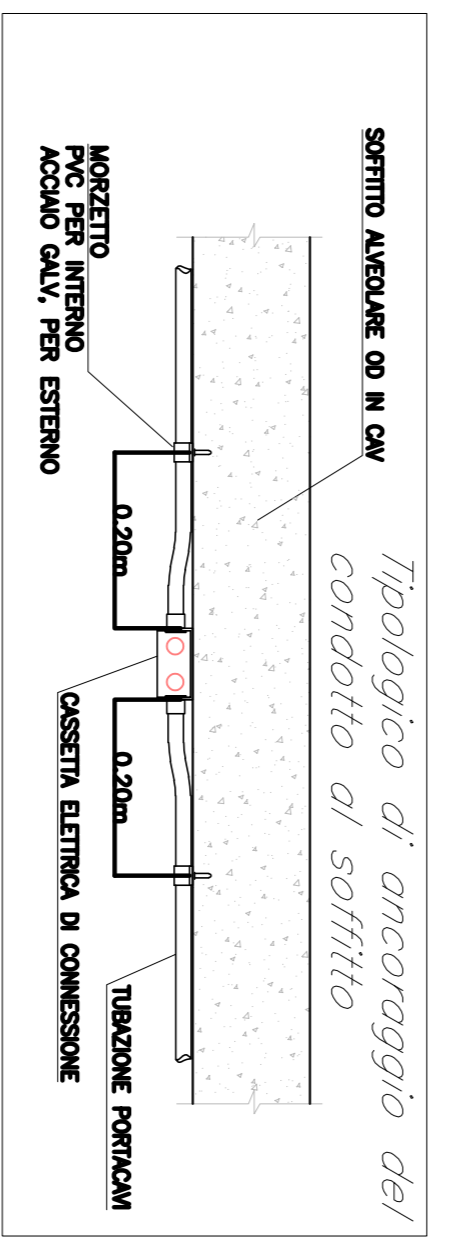 Tipologico di ancoraggio del
condotto al soffitto
SOFFITTO ALVEOLARE OD IN CAV
0.20m
0.20m
MORZETTO
PVC PER INTERNO
ACCIAIO GALV, PER ESTERNO
CASSETTA ELETTRICA DI CONNESSIONE
TUBAZIONE PORTACAVI